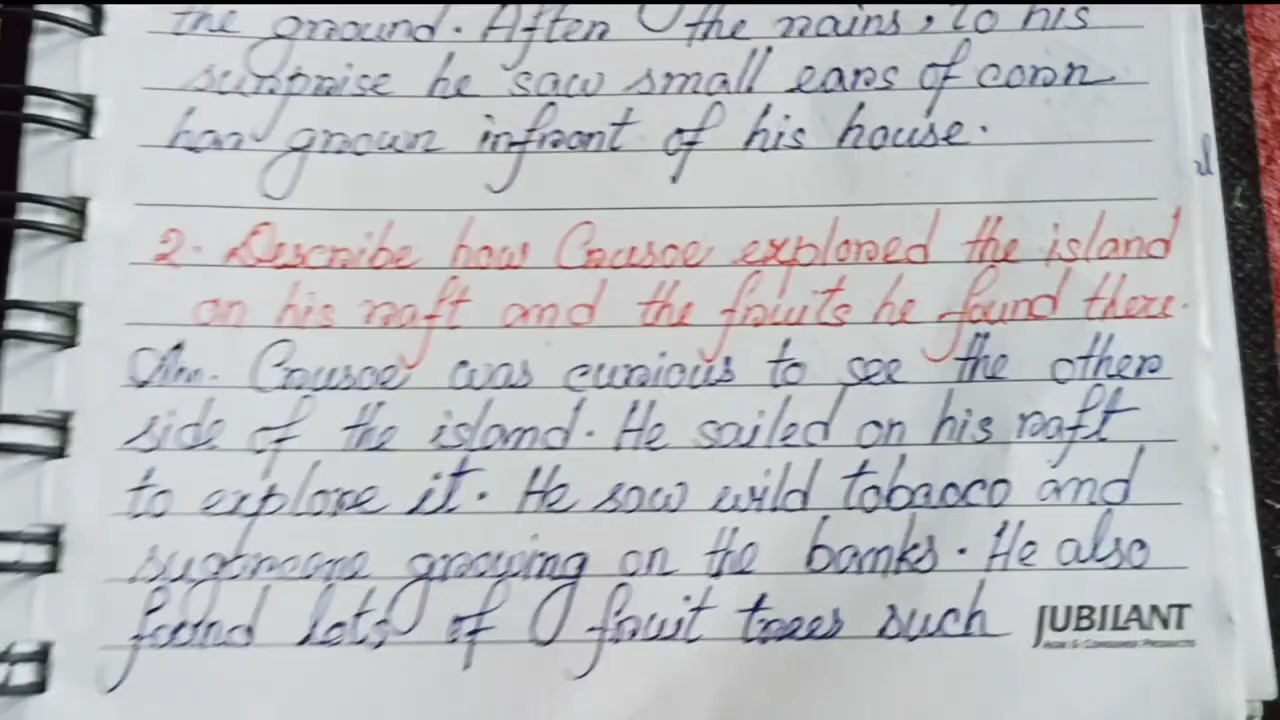 the ground. After the rains, to his
surprise he saw small ears of corn
had grown infront of his house.
2. Describe how Crusoe explored the island
on his raft and the fruits he found there.
Ans. Crusoe was curious to see the other
side of the island. He sailed on his raft
to explore it. He saw wild tobacco and
sugarcane growing on the banks. He also
found lots of fruit trees such
JUBILANT